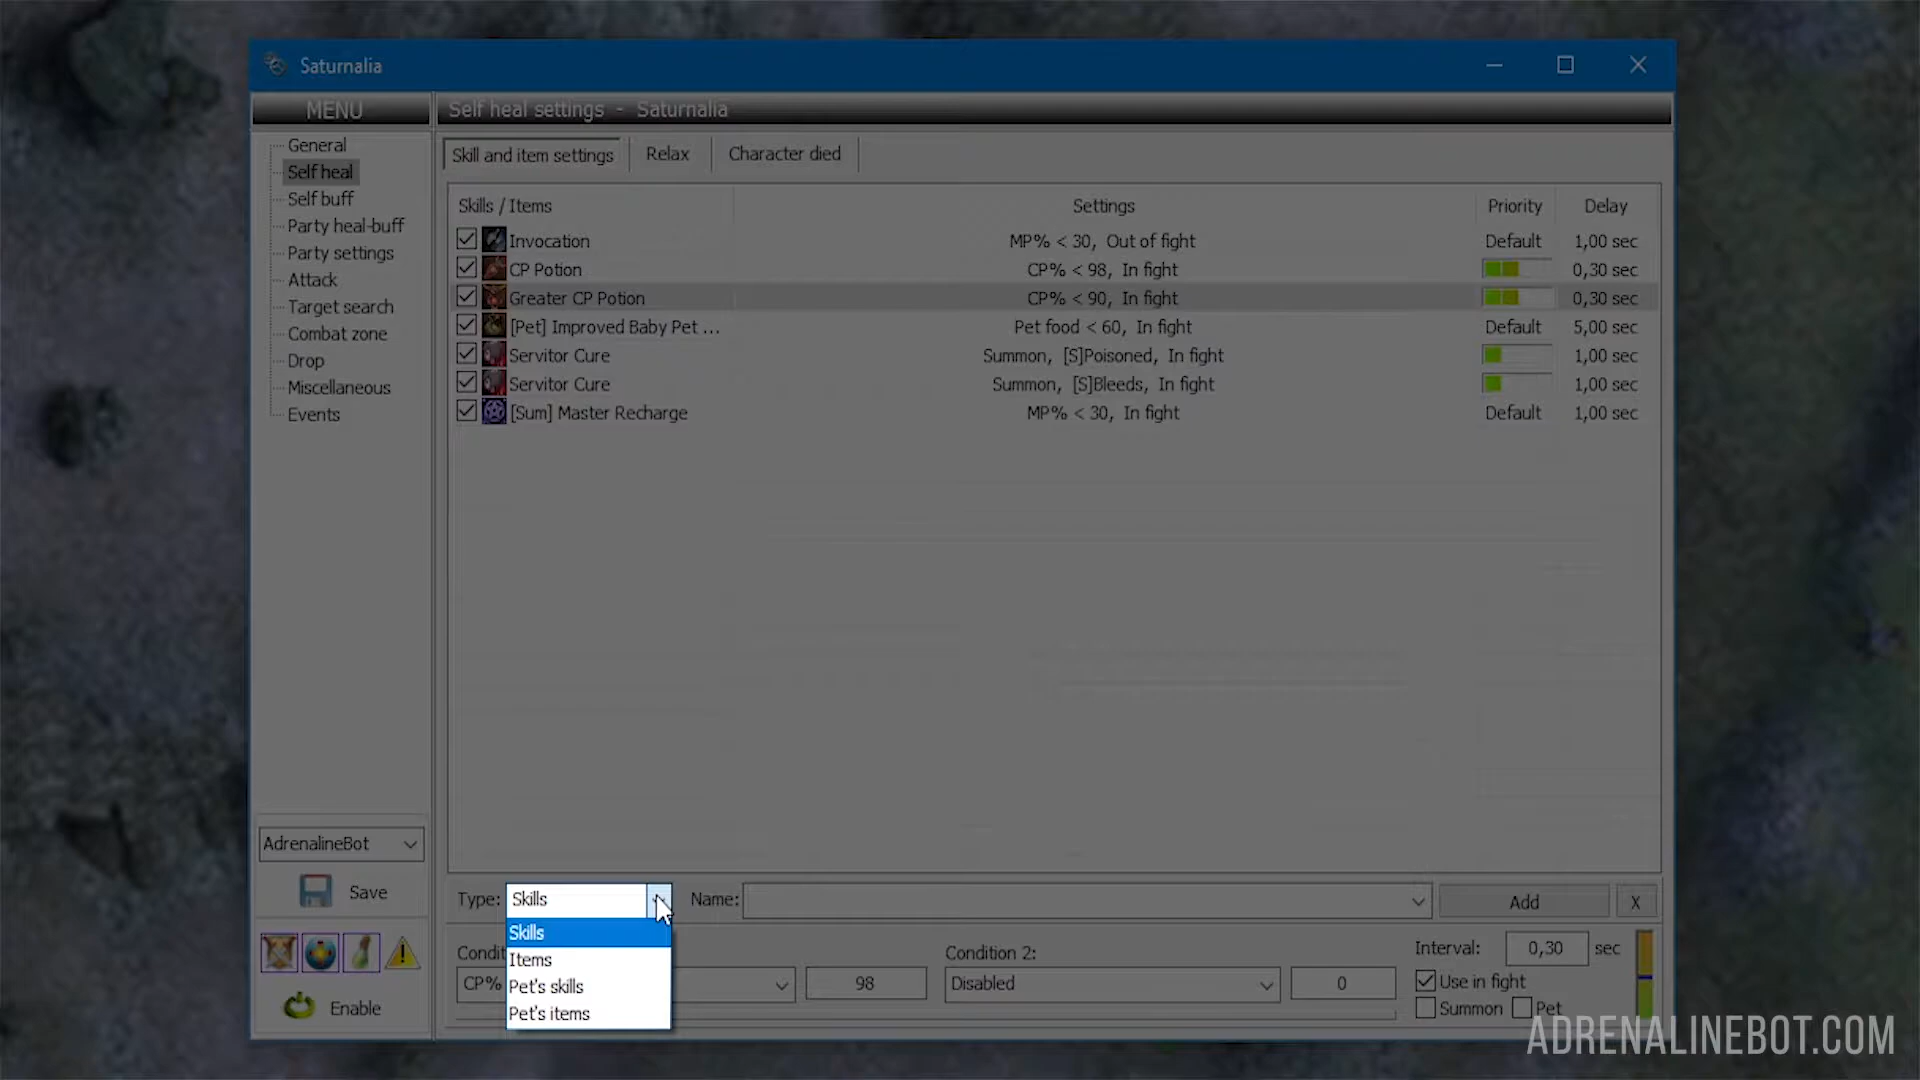 Saturnalia
MENU
Self heal settings - Saturnalia
General
Self heal
Self buff
Party heal-buff
Party settings
Attack
Target search
Combat zone
Drop
Miscellaneous
Events
Skill and item settings
Relax
Character died
Skills / Items Settings Priority Delay
Invocation MP% < 30, Out of fight Default 1,00 sec
CP Potion CP% < 98, In fight 0,30 sec
Greater CP Potion CP% < 90, In fight 0,30 sec
[Pet] Improved Baby Pet ... Pet food < 60, In fight Default 5,00 sec
Servitor Cure Summon, [S]Poisoned, In fight 1,00 sec
Servitor Cure Summon, [S]Bleeds, In fight 1,00 sec
[Sum] Master Recharge MP% < 30, In fight Default 1,00 sec
AdrenalineBot
Save
Enable
Type: Skills Name: Add X
Skills
Items
Pet's skills
Pet's items
CP% 98
Condition 2:
Disabled 0
Interval: 0,30 sec
Use in fight
Summon Pet
ADRENALINEBOT.COM